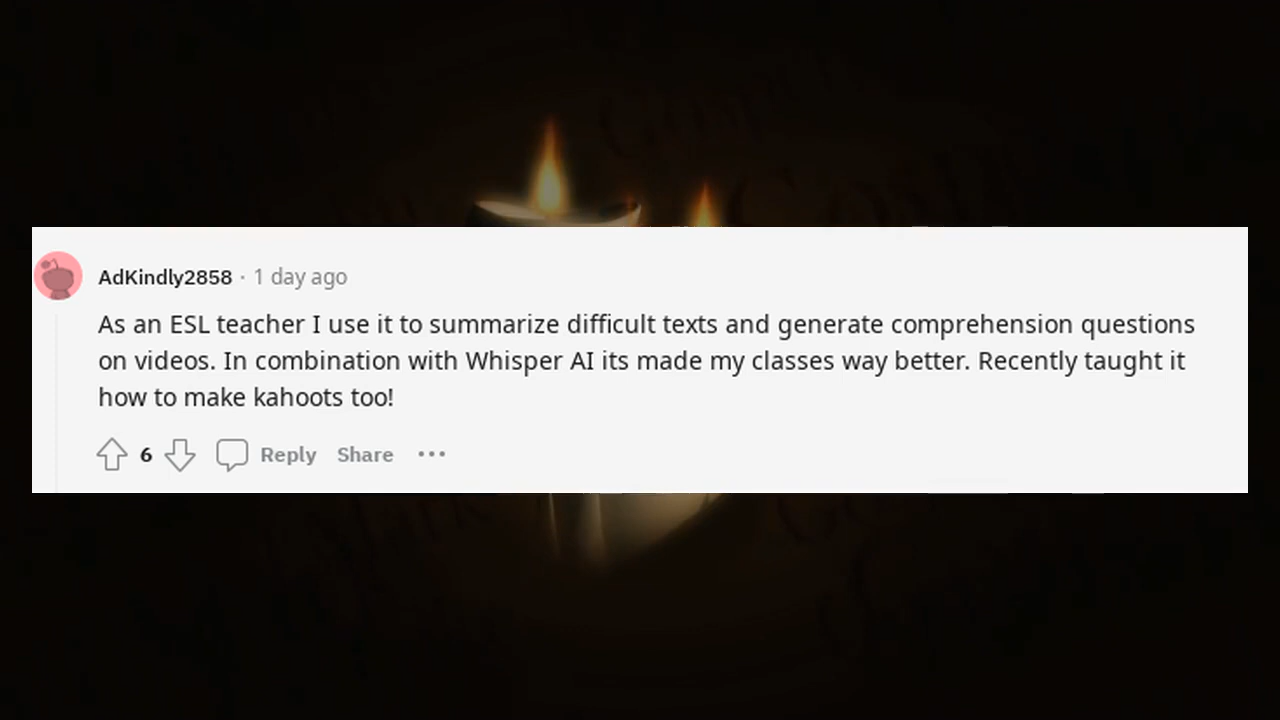 AdKindly2858 · 1 day ago
As an ESL teacher I use it to summarize difficult texts and generate comprehension questions
on videos. In combination with Whisper AI its made my classes way better. Recently taught it
how to make kahoots too!
6 Reply Share •••